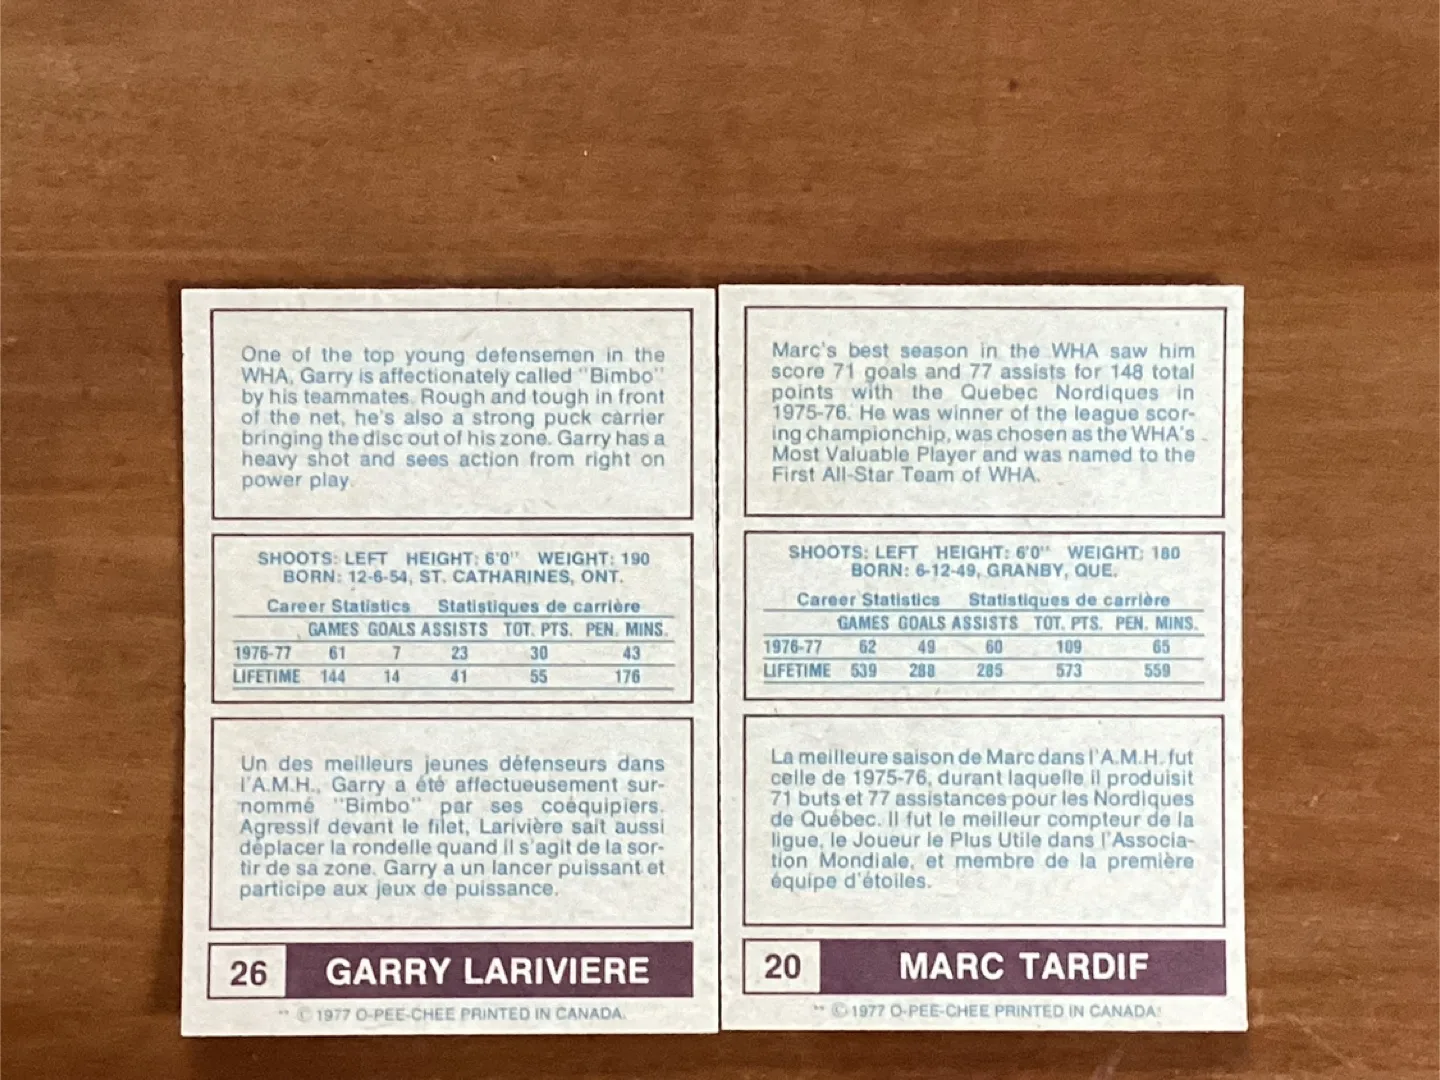 One of the top young defensemen in the
WHA, Garry is affectionately called "Bimbo"
by his teammates. Rough and tough in front
of the net, he's also a strong puck carrier
bringing the disc out of his zone. Garry has a
heavy shot and sees action from right on
power play.
SHOOTS: LEFT HEIGHT: 6'0" WEIGHT: 190
BORN: 12-6-54, ST. CATHARINES, ONT.
Career Statistics Statistiques de carrière
GAMES GOALS ASSISTS TOT. PTS. PEN. MINS.
1976-77 61 7 23 30 43
LIFETIME 144 14 41 55 176
Un des meilleurs jeunes défenseurs dans
l'A.M.H., Garry a été affectueusement sur-
nommé "Bimbo" par ses coéquipiers.
Agressif devant le filet, Larivière sait aussi
déplacer la rondelle quand il s'agit de la sor-
tir de sa zone. Garry a un lancer puissant et
participe aux jeux de puissance.
26 GARRY LARIVIERE
** © 1977 O-PEE-CHEE PRINTED IN CANADA.
Marc's best season in the WHA saw him
score 71 goals and 77 assists for 148 total
points with the Quebec Nordiques in
1975-76. He was winner of the league scor-
ing championchip, was chosen as the WHA's
Most Valuable Player and was named to the
First All-Star Team of WHA.
SHOOTS: LEFT HEIGHT: 6'0" WEIGHT: 180
BORN: 6-12-49, GRANBY, QUE.
Career Statistics Statistiques de carrière
GAMES GOALS ASSISTS TOT. PTS. PEN. MINS.
1976-77 62 49 60 109 65
LIFETIME 539 288 285 573 559
La meilleure saison de Marc dans l'A.M.H. fut
celle de 1975-76, durant laquelle il produisit
71 buts et 77 assistances pour les Nordiques
de Québec. Il fut le meilleur compteur de la
ligue, le Joueur le Plus Utile dans l'Associa-
tion Mondiale, et membre de la première
équipe d'étoiles.
20 MARC TARDIF
** © 1977 O-PEE-CHEE PRINTED IN CANADA.